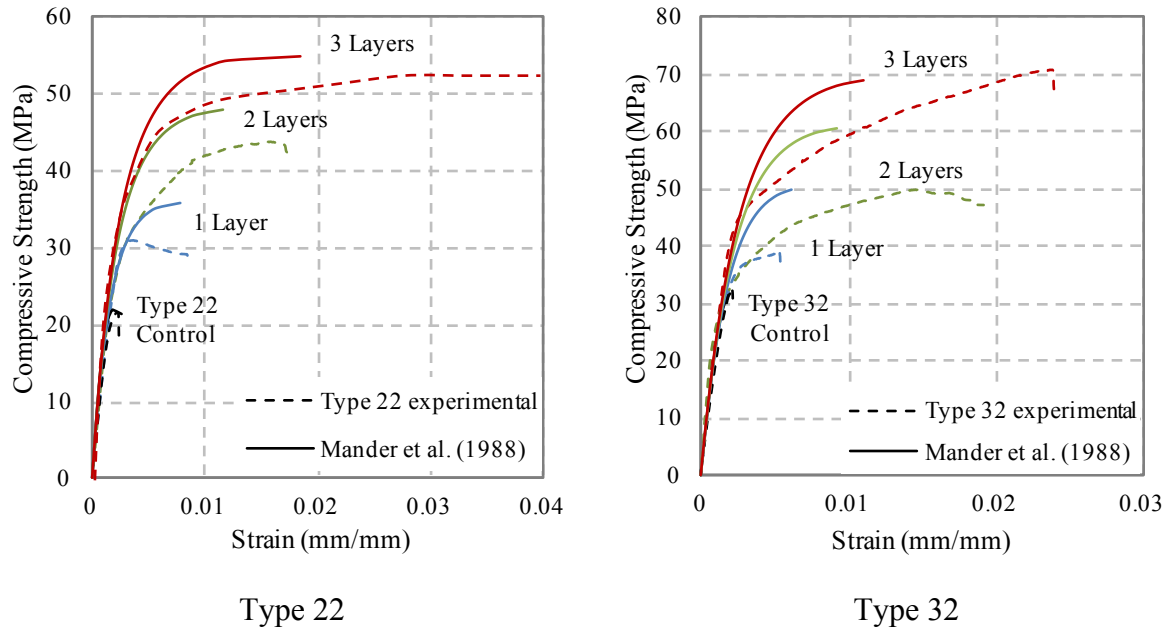 Compressive Strength (MPa)
60
50
40
30
20
10
0
3 Layers
2 Layers
1 Layer
Type 22
Control
Type 22 experimental
Mander et al. (1988)
0
0.01
0.02
0.03
0.04
Strain (mm/mm)
Type 22
Compressive Strength (MPa)
80
70
60
50
40
30
20
10
0
3 Layers
2 Layers
1 Layer
Type 32
Control
Type 32 experimental
Mander et al. (1988)
0
0.01
0.02
0.03
Strain (mm/mm)
Type 32